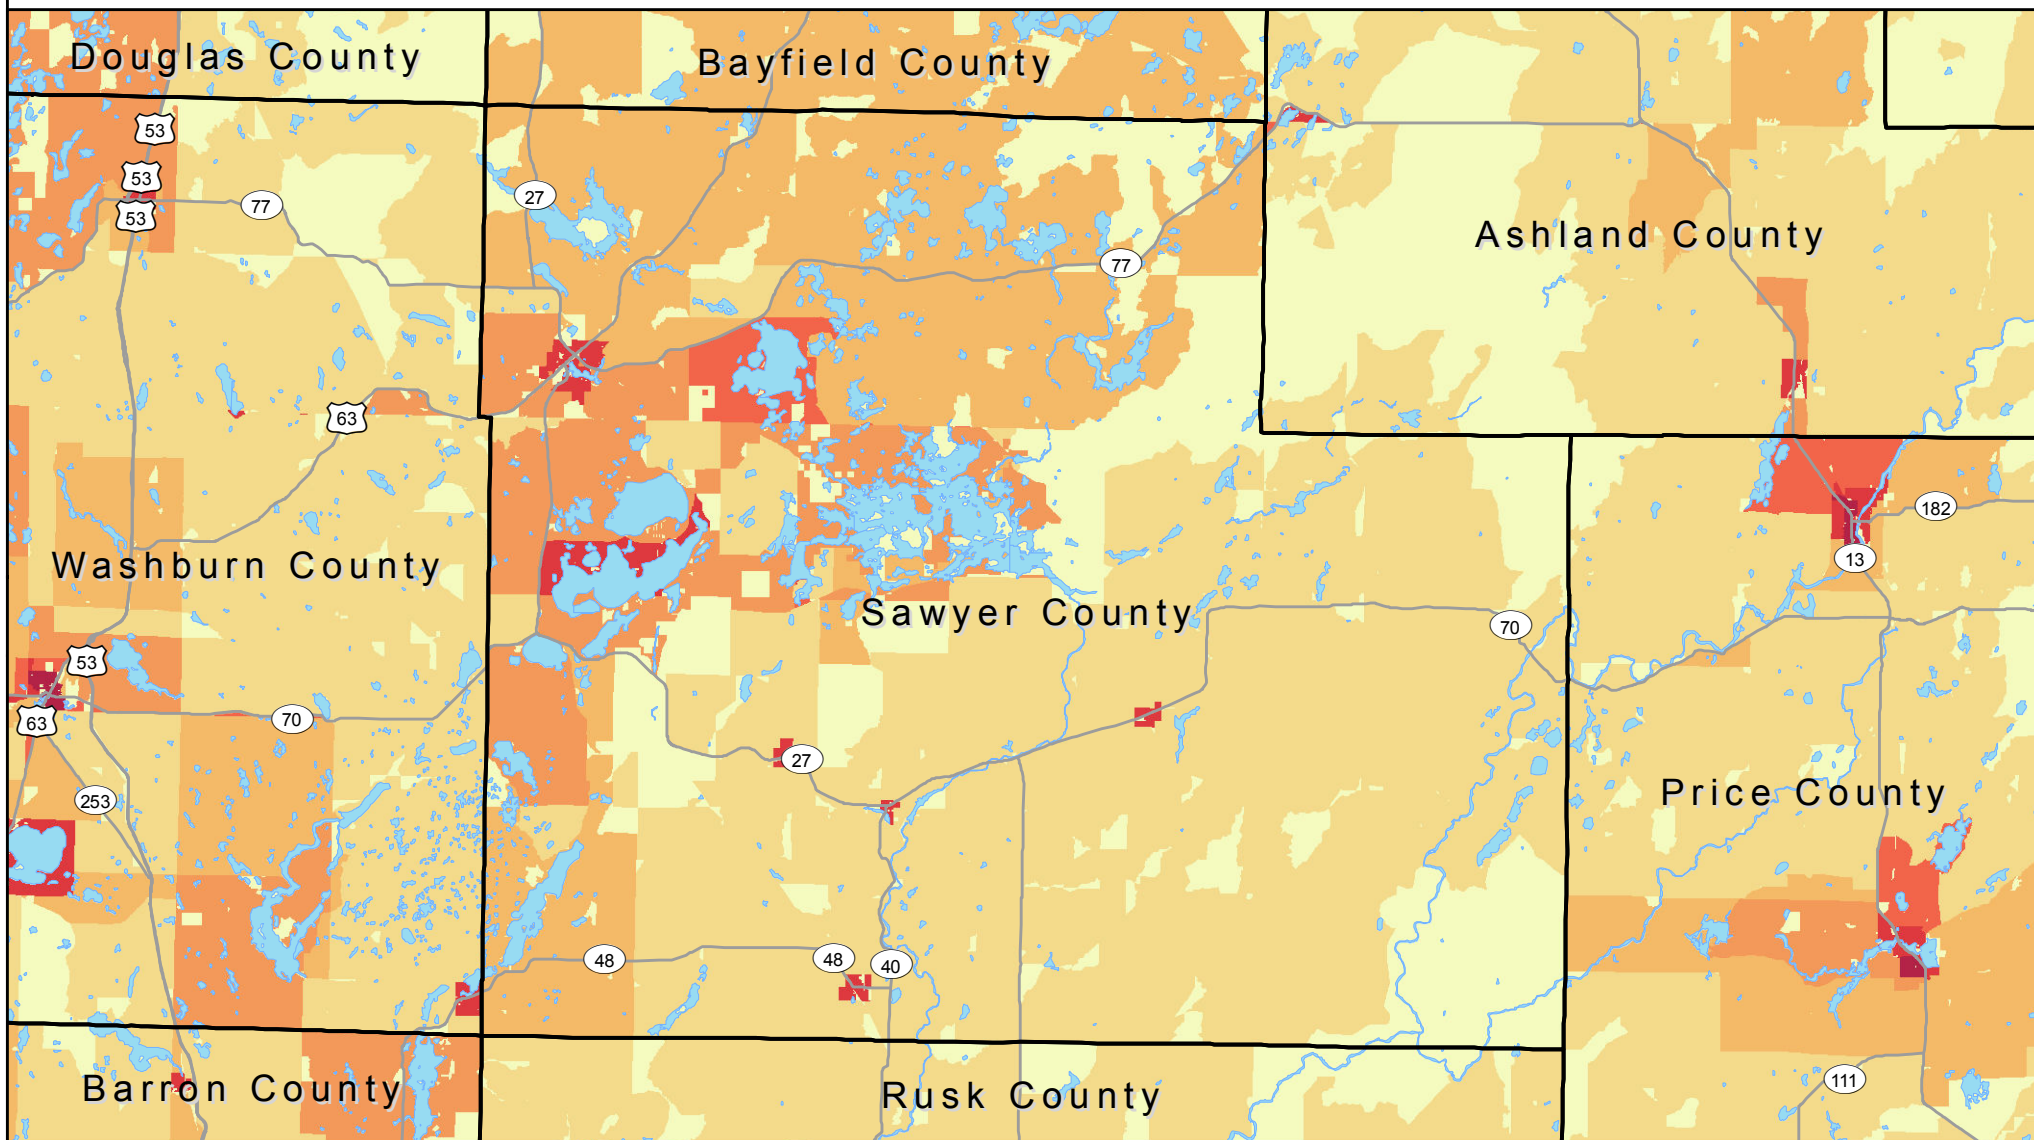 Douglas County
Bayfield County
53
53
27
77
53
Ashland County
77
63
182
13
Washburn County
Sawyer County
70
53
70
63
27
253
Price County
48
48
40
111
Barron County
Rusk County